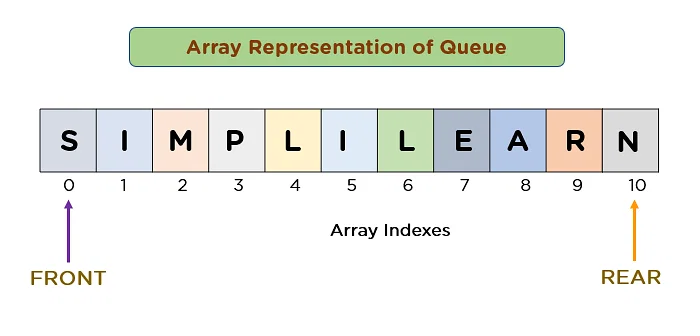 Array Representation of Queue
S I M P L I L E A R N
0 1 2 3 4 5 6 7 8 9 10
Array Indexes
FRONT REAR